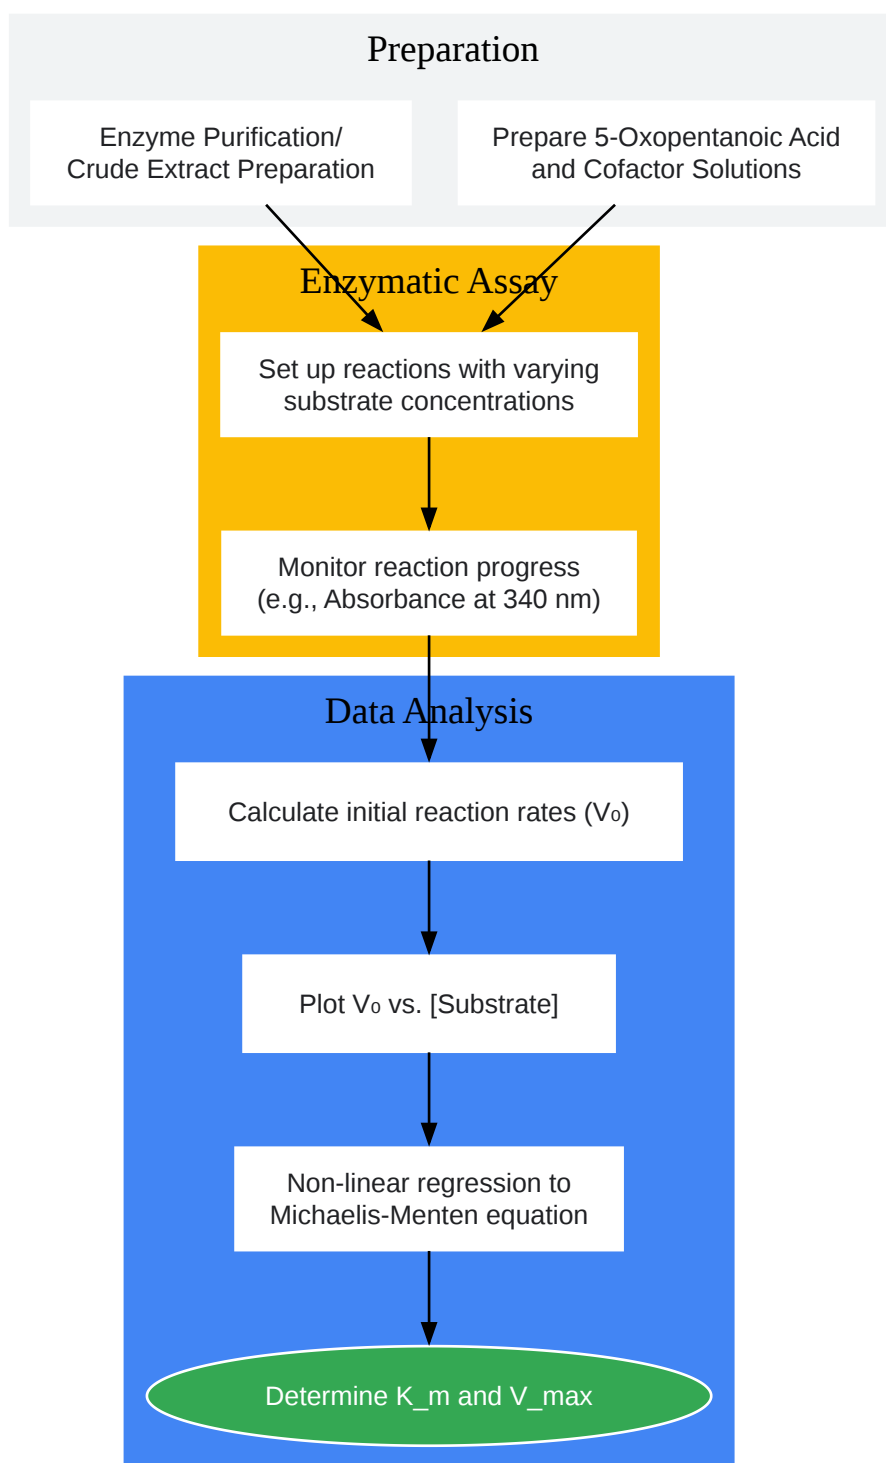 Preparation
Enzyme Purification/
Crude Extract Preparation
Prepare 5-Oxopentanoic Acid
and Cofactor Solutions
Enzymatic Assay
Set up reactions with varying
substrate concentrations
Monitor reaction progress
(e.g., Absorbance at 340 nm)
Data Analysis
Calculate initial reaction rates (V₀)
Plot V₀ vs. [Substrate]
Non-linear regression to
Michaelis-Menten equation
Determine K_m and V_max